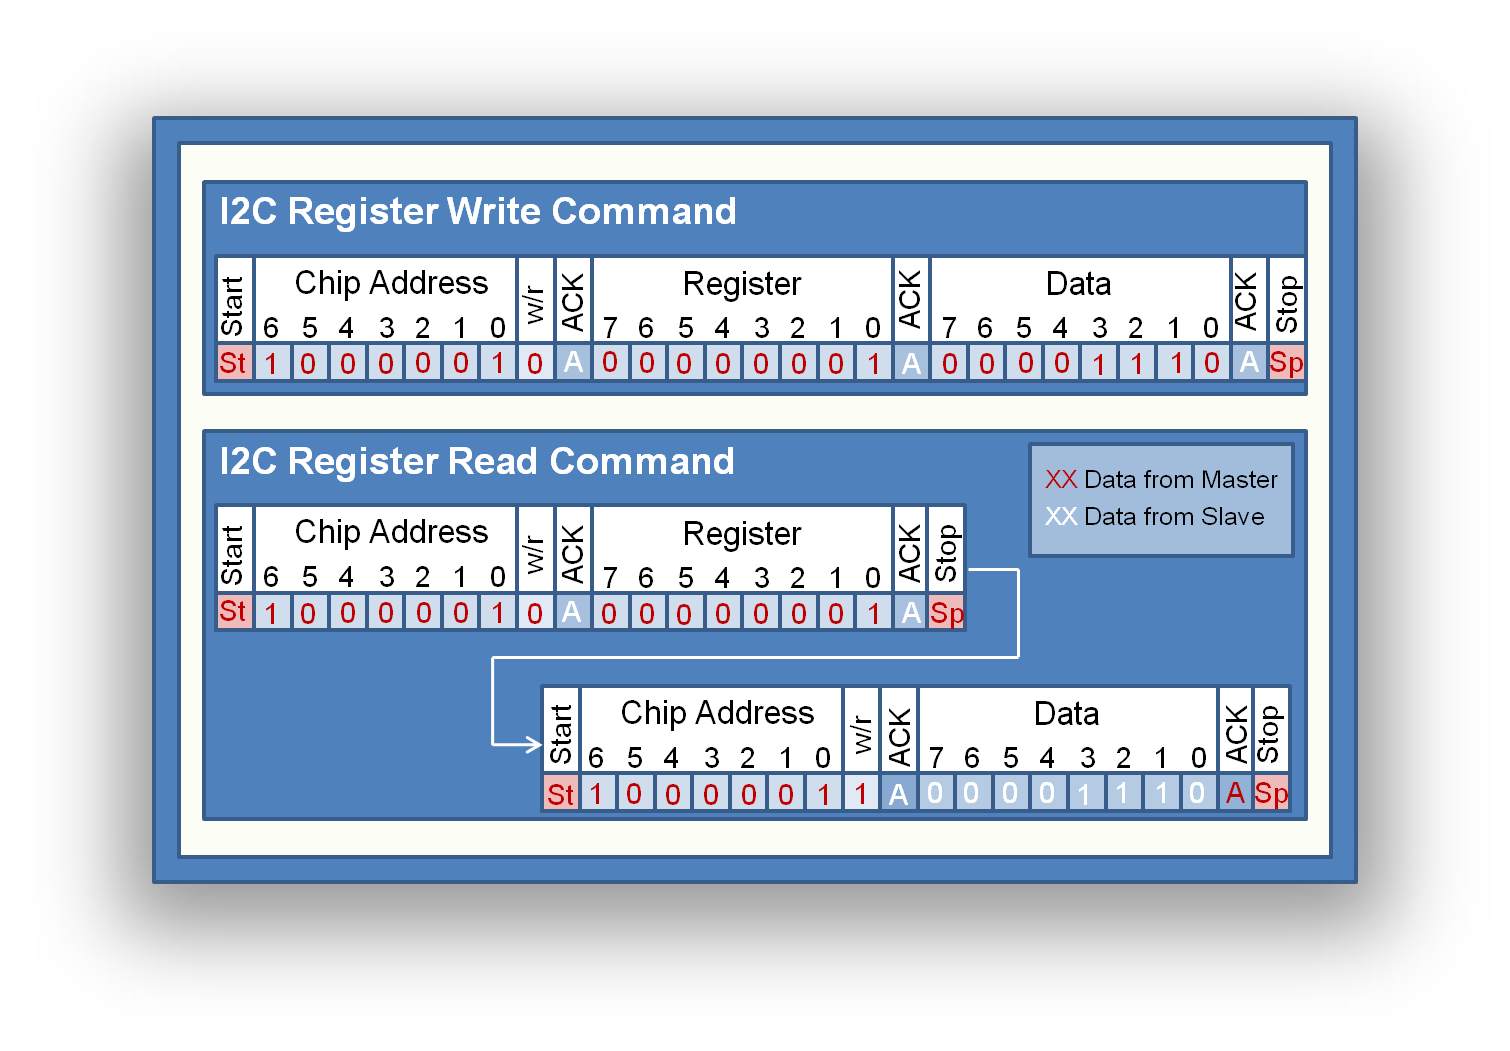 I2C Register Write Command
Start Chip Address w/r ACK Register ACK Data ACK Stop
6 5 4 3 2 1 0 7 6 5 4 3 2 1 0 7 6 5 4 3 2 1 0
St 1 0 0 0 0 0 1 0 A 0 0 0 0 0 0 0 1 A 0 0 0 0 1 1 1 0 A Sp
I2C Register Read Command
XX Data from Master
XX Data from Slave
Start Chip Address w/r ACK Register ACK Stop
6 5 4 3 2 1 0 7 6 5 4 3 2 1 0
St 1 0 0 0 0 0 1 0 A 0 0 0 0 0 0 0 1 A Sp
Start Chip Address w/r ACK Data ACK Stop
6 5 4 3 2 1 0 7 6 5 4 3 2 1 0
St 1 0 0 0 0 0 1 1 A 0 0 0 0 1 1 1 0 A Sp